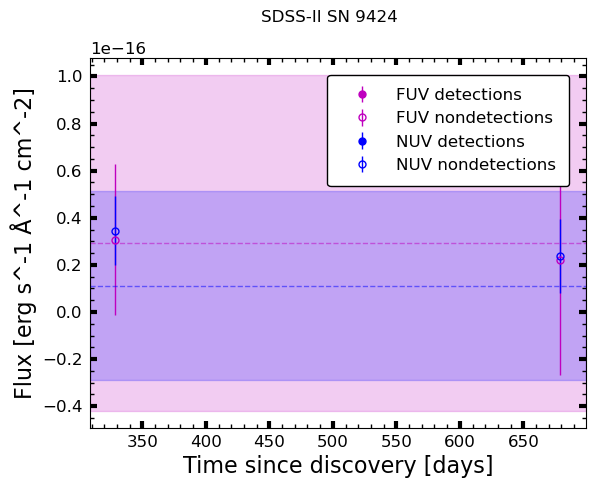 SDSS-II SN 9424
1e−16
1.0
0.8
0.6
0.4
0.2
0.0
−0.2
−0.4
Flux [erg s^-1 Å^-1 cm^-2]
FUV detections
FUV nondetections
NUV detections
NUV nondetections
350 400 450 500 550 600 650
Time since discovery [days]